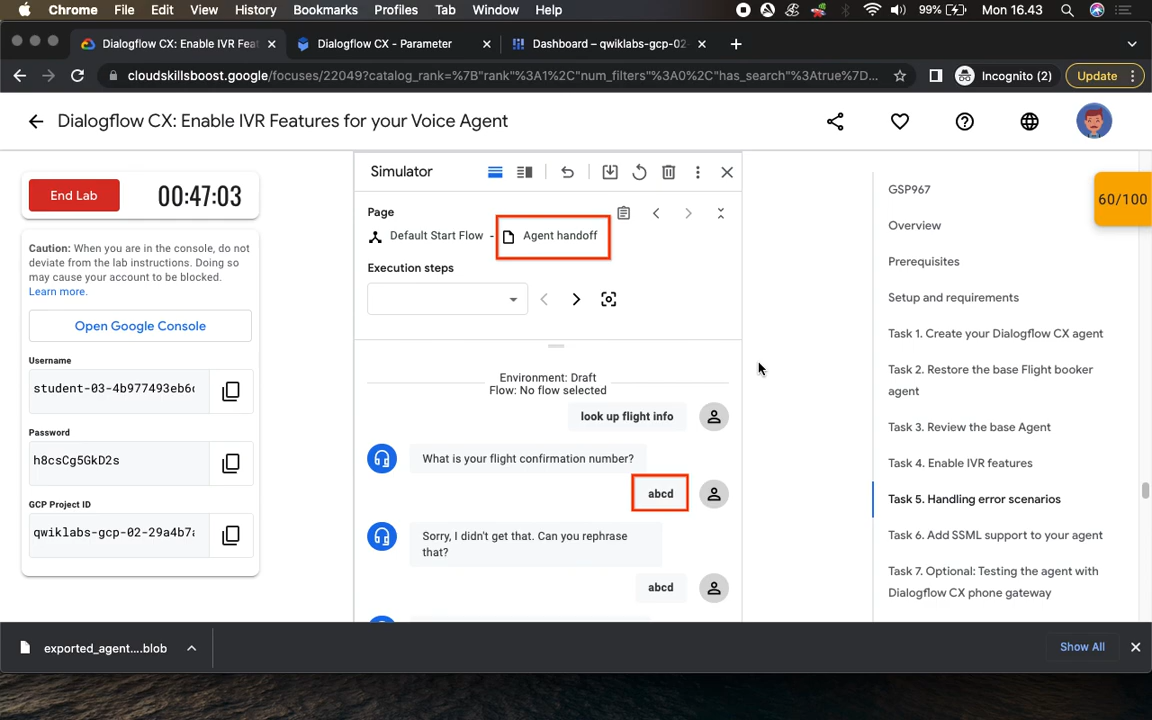 Chrome File Edit View History Bookmarks Profiles Tab Window Help 99% Mon 16.43
Dialogflow CX: Enable IVR Feat Dialogflow CX - Parameter Dashboard – qwiklabs-gcp-02-
cloudskillsboost.google/focuses/22049?catalog_rank=%7B"rank"%3A1%2C"num_filters"%3A0%2C"has_search"%3Atrue%7D... Incognito (2) Update
Dialogflow CX: Enable IVR Features for your Voice Agent
End Lab 00:47:03
Caution: When you are in the console, do not
deviate from the lab instructions. Doing so
may cause your account to be blocked.
Learn more.
Open Google Console
Username
student-03-4b977493eb6
Password
h8csCg5GkD2s
GCP Project ID
qwiklabs-gcp-02-29a4b7
Simulator
Page
Default Start Flow - Agent handoff
Execution steps
Environment: Draft
Flow: No flow selected
look up flight info
What is your flight confirmation number?
abcd
Sorry, I didn't get that. Can you rephrase
that?
abcd
GSP967
60/100
Overview
Prerequisites
Setup and requirements
Task 1. Create your Dialogflow CX agent
Task 2. Restore the base Flight booker
agent
Task 3. Review the base Agent
Task 4. Enable IVR features
Task 5. Handling error scenarios
Task 6. Add SSML support to your agent
Task 7. Optional: Testing the agent with
Dialogflow CX phone gateway
exported_agent....blob
Show All